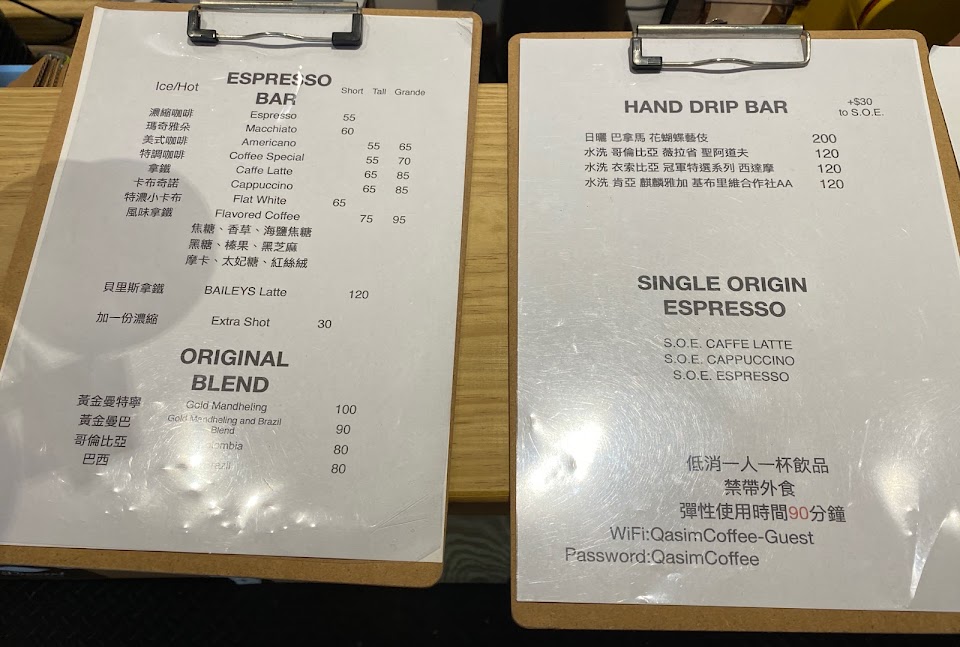 Ice/Hot
ESPRESSO
BAR
Short Tall Grande
濃縮咖啡 Espresso 55
瑪奇雅朵 Macchiato 60
美式咖啡 Americano 55 65
特調咖啡 Coffee Special 55 70
拿鐵 Caffe Latte 65 85
卡布奇諾 Cappuccino 65 85
特濃小卡布 Flat White 65
風味拿鐵 Flavored Coffee 75 95
焦糖、香草、海鹽焦糖
黑糖、榛果、黑芝麻
摩卡、太妃糖、紅絲絨
貝里斯拿鐵 BAILEYS Latte 120
加一份濃縮 Extra Shot 30
ORIGINAL
BLEND
黃金曼特寧 Gold Mandheling 100
黃金曼巴 Gold Mandheling and Brazil Blend 90
哥倫比亞 80
巴西 80
HAND DRIP BAR
+$30
to S.O.E.
日曬 巴拿馬 花蝴蝶藝伎 200
水洗 哥倫比亞 薇拉省 聖阿道夫 120
水洗 衣索比亞 冠軍特選系列 西達摩 120
水洗 肯亞 麒麟雅加 基布里維合作社AA 120
SINGLE ORIGIN
ESPRESSO
S.O.E. CAFFE LATTE
S.O.E. CAPPUCCINO
S.O.E. ESPRESSO
低消一人一杯飲品
禁帶外食
彈性使用時間90分鐘
WiFi:QasimCoffee-Guest
Password:QasimCoffee